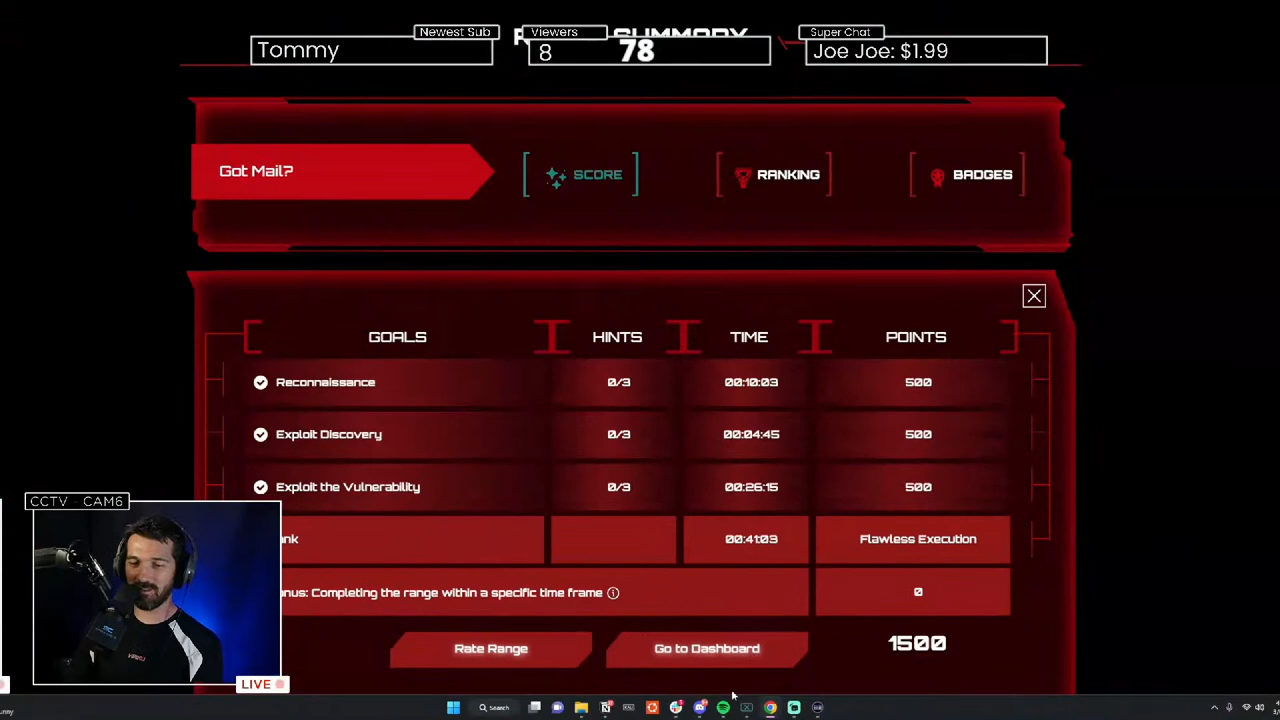 Newest Sub
Tommy
Viewers
8
78
SUMMARY
Super Chat
Joe Joe: $1.99
Got Mail?
SCORE
RANKING
BADGES
GOALS HINTS TIME POINTS
Reconnaissance 0/3 00:10:03 500
Exploit Discovery 0/3 00:04:45 500
Exploit the Vulnerability 0/3 00:26:15 500
ank 00:41:03 Flawless Execution
onus: Completing the range within a specific time frame 0
Rate Range
Go to Dashboard
1500
CCTV - CAM6
LIVE
Search